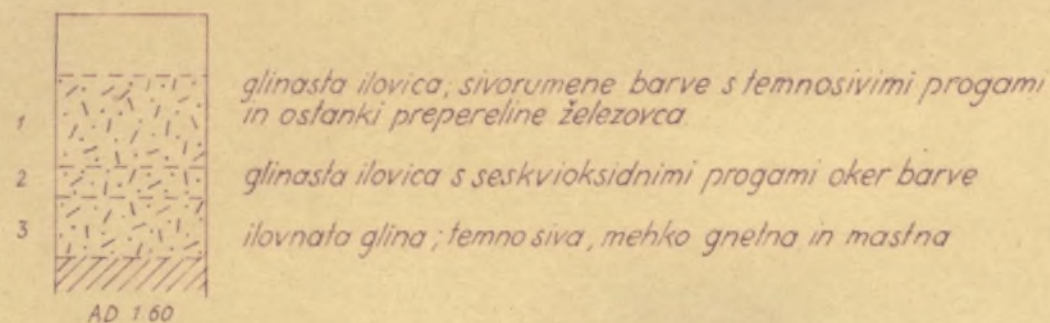 1
glinasta ilovica; sivorumene barve s temnosivimi progami
in ostanki prepereline železovca.
2
glinasta ilovica s seskvioksidnimi progami oker barve
3
ilovnata glina; temno siva, mehko gnetna in mastna
AD 1:60